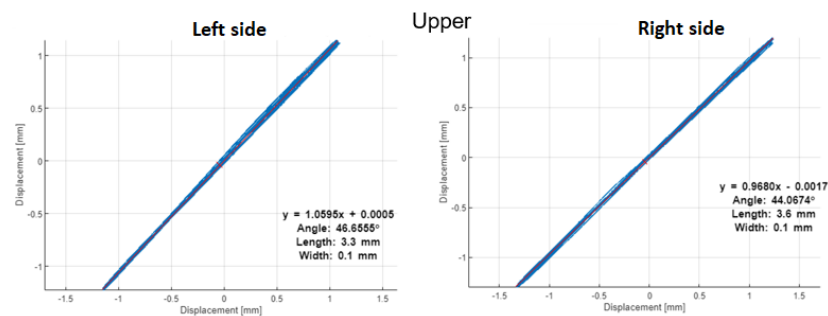 Upper
Left side
1
0.5
0
-0.5
-1
Displacement [mm]
y = 1.0595x + 0.0005
Angle: 46.6555°
Length: 3.3 mm
Width: 0.1 mm
-1.5 -1 -0.5 0 0.5 1 1.5
Displacement [mm]
Right side
1
0.5
0
-0.5
-1
Displacement [mm]
y = 0.9680x - 0.0017
Angle: 44.0674°
Length: 3.6 mm
Width: 0.1 mm
-1.5 -1 -0.5 0 0.5 1 1.5
Displacement [mm]